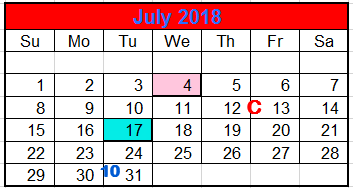 July 2018
Su Mo Tu We Th Fr Sa
1 2 3 4 5 6 7
8 9 10 11 12 C 13 14
15 16 17 18 19 20 21
22 23 24 25 26 27 28
29 30 10 31